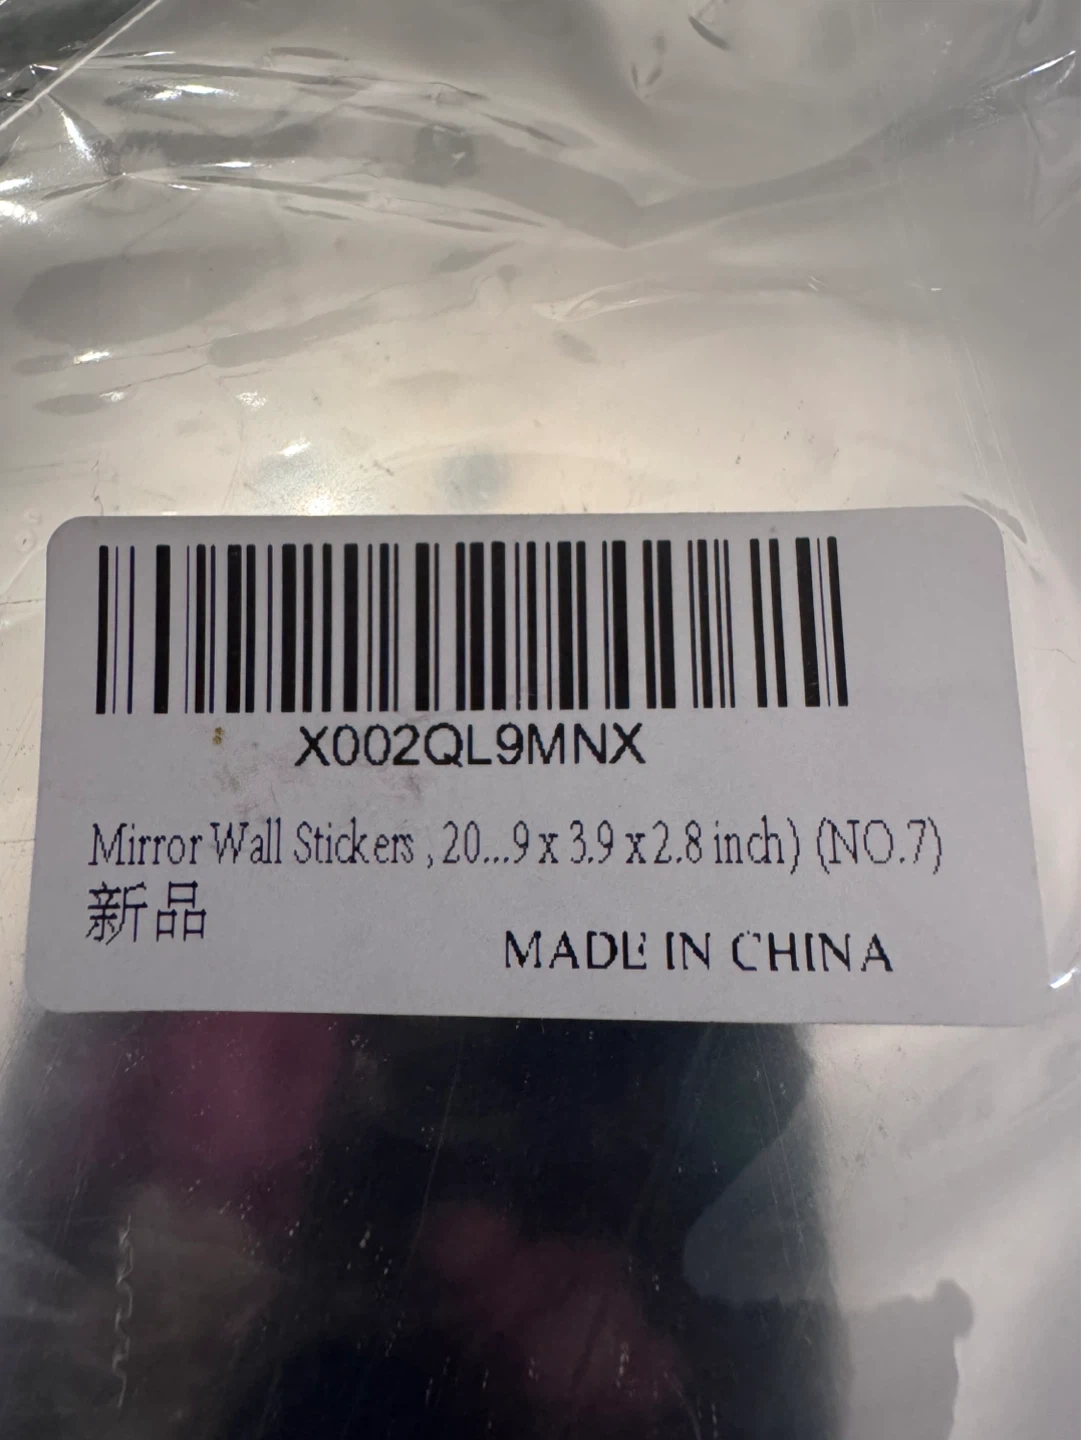 X002QL9MNX
Mirror Wall Stickers , 20...9 x 3.9 x 2.8 inch) (NO.7)
新品
MADE IN CHINA